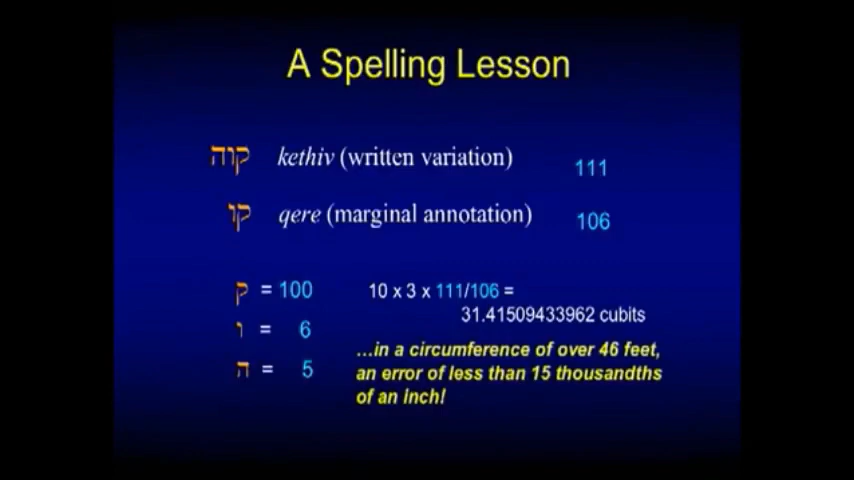 A Spelling Lesson
קוה kethiv (written variation) 111
קו qere (marginal annotation) 106
ק = 100
ו = 6
ה = 5
10 x 3 x 111/106 =
31.41509433962 cubits
...in a circumference of over 46 feet,
an error of less than 15 thousandths
of an inch!